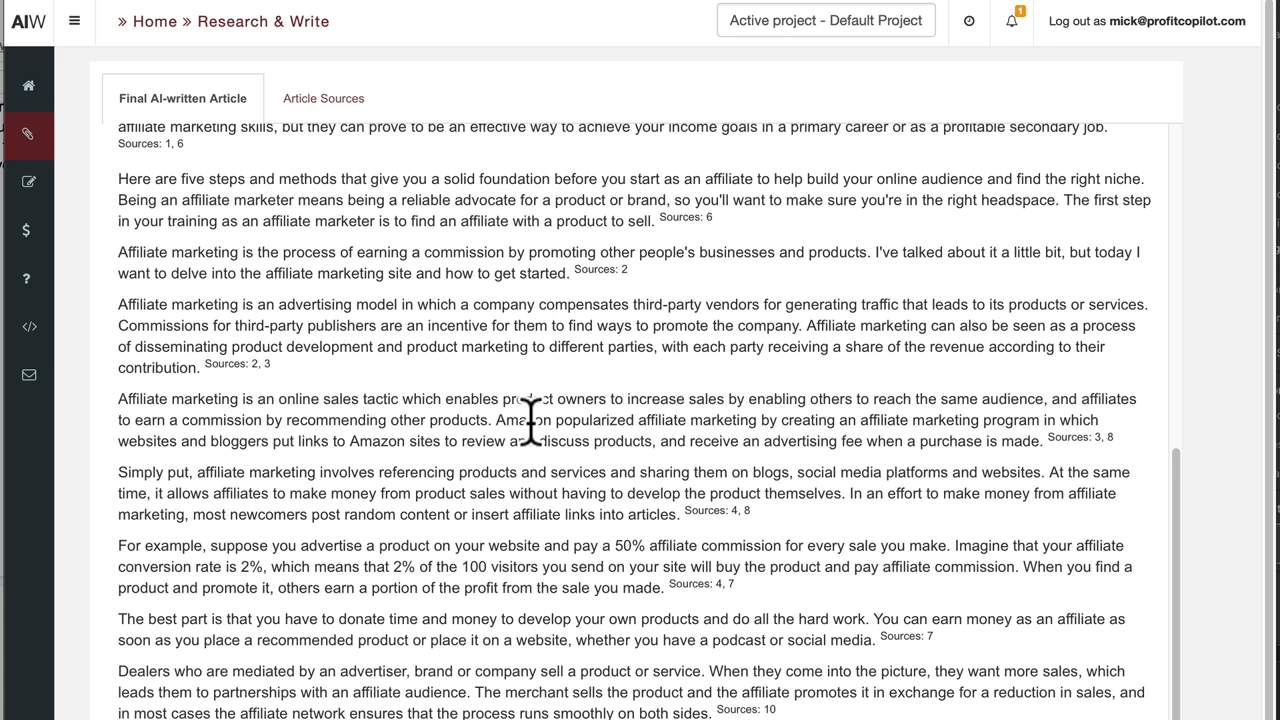 AIW
» Home » Research & Write
Active project - Default Project
1
Log out as mick@profitcopilot.com
Final AI-written Article
Article Sources
affiliate marketing skills, but they can prove to be an effective way to achieve your income goals in a primary career or as a profitable secondary job.
Sources: 1, 6
Here are five steps and methods that give you a solid foundation before you start as an affiliate to help build your online audience and find the right niche.
Being an affiliate marketer means being a reliable advocate for a product or brand, so you'll want to make sure you're in the right headspace. The first step
in your training as an affiliate marketer is to find an affiliate with a product to sell. Sources: 6
Affiliate marketing is the process of earning a commission by promoting other people's businesses and products. I've talked about it a little bit, but today I
want to delve into the affiliate marketing site and how to get started. Sources: 2
Affiliate marketing is an advertising model in which a company compensates third-party vendors for generating traffic that leads to its products or services.
Commissions for third-party publishers are an incentive for them to find ways to promote the company. Affiliate marketing can also be seen as a process
of disseminating product development and product marketing to different parties, with each party receiving a share of the revenue according to their
contribution. Sources: 2, 3
Affiliate marketing is an online sales tactic which enables product owners to increase sales by enabling others to reach the same audience, and affiliates
to earn a commission by recommending other products. Amazon popularized affiliate marketing by creating an affiliate marketing program in which
websites and bloggers put links to Amazon sites to review and discuss products, and receive an advertising fee when a purchase is made. Sources: 3, 8
Simply put, affiliate marketing involves referencing products and services and sharing them on blogs, social media platforms and websites. At the same
time, it allows affiliates to make money from product sales without having to develop the product themselves. In an effort to make money from affiliate
marketing, most newcomers post random content or insert affiliate links into articles. Sources: 4, 8
For example, suppose you advertise a product on your website and pay a 50% affiliate commission for every sale you make. Imagine that your affiliate
conversion rate is 2%, which means that 2% of the 100 visitors you send on your site will buy the product and pay affiliate commission. When you find a
product and promote it, others earn a portion of the profit from the sale you made. Sources: 4, 7
The best part is that you have to donate time and money to develop your own products and do all the hard work. You can earn money as an affiliate as
soon as you place a recommended product or place it on a website, whether you have a podcast or social media. Sources: 7
Dealers who are mediated by an advertiser, brand or company sell a product or service. When they come into the picture, they want more sales, which
leads them to partnerships with an affiliate audience. The merchant sells the product and the affiliate promotes it in exchange for a reduction in sales, and
in most cases the affiliate network ensures that the process runs smoothly on both sides. Sources: 10